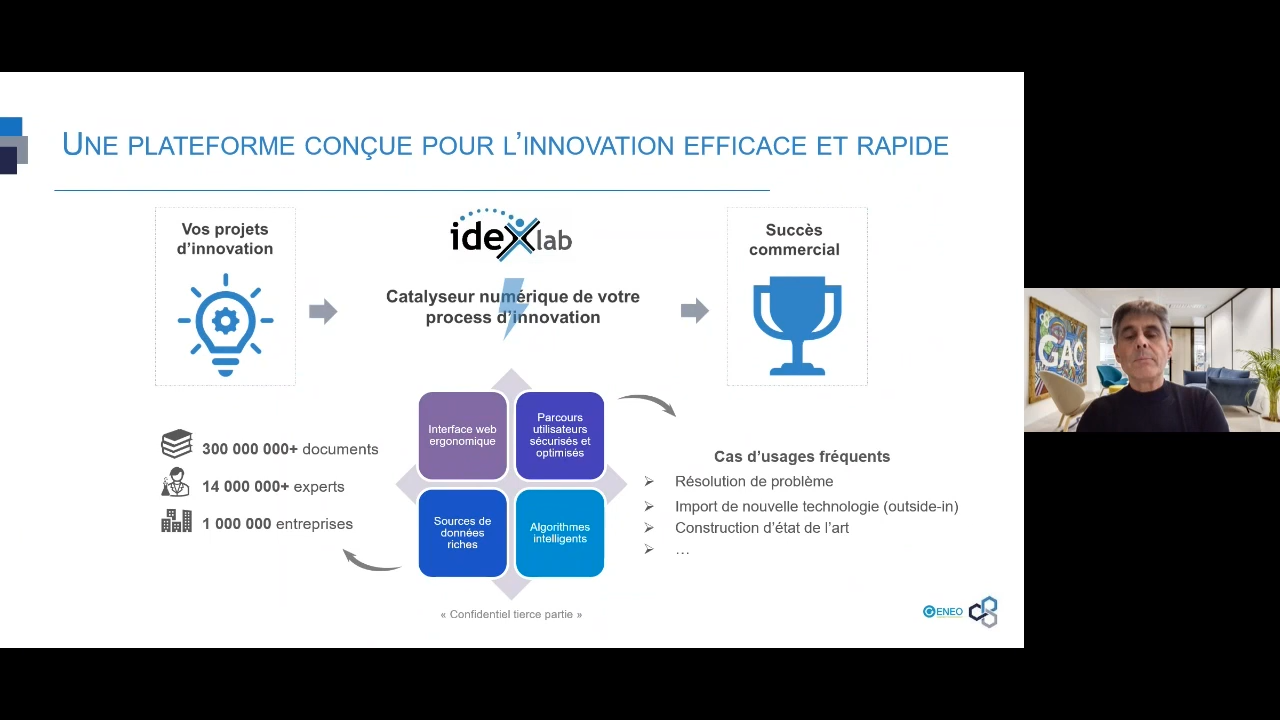 UNE PLATEFORME CONÇUE POUR L’INNOVATION EFFICACE ET RAPIDE
Vos projets
d’innovation
ideXlab
Catalyseur numérique de votre
process d’innovation
Succès
commercial
Interface web
ergonomique
Parcours
utilisateurs
sécurisés et
optimisés
Sources de
données
riches
Algorithmes
intelligents
300 000 000+ documents
14 000 000+ experts
1 000 000 entreprises
Cas d’usages fréquents
Résolution de problème
Import de nouvelle technologie (outside-in)
Construction d’état de l’art
…
« Confidentiel tierce partie »
GENEO
GAC